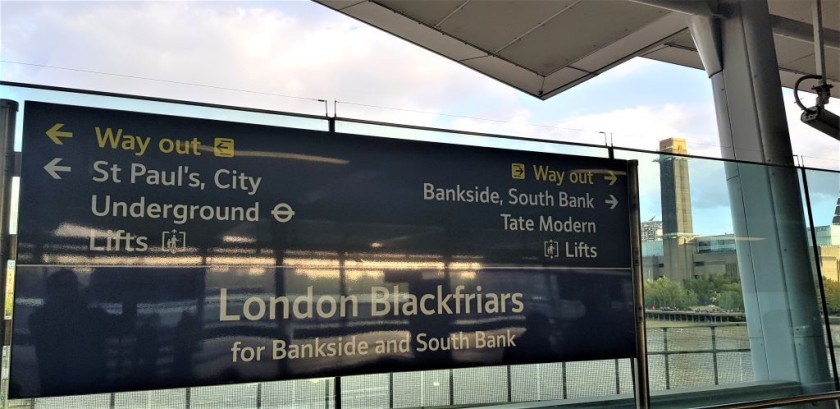 Way out
St Paul's, City
Underground
Lifts
Way out
Bankside, South Bank
Tate Modern
Lifts
London Blackfriars
for Bankside and South Bank